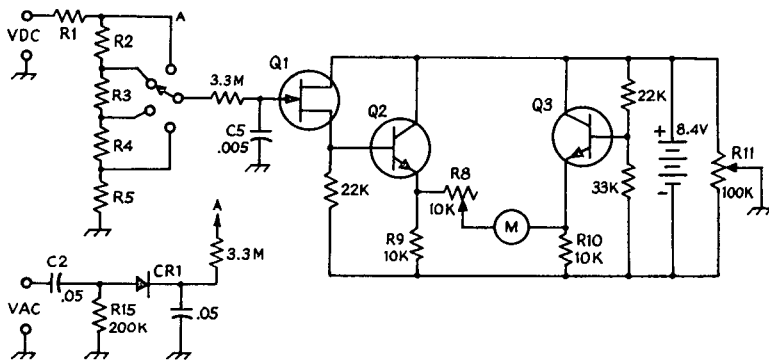 VDC
R1
R2
A
R3
R4
R5
3.3M
C5
.005
Q1
22K
Q2
R8
10K
R9
10K
M
Q3
R10
10K
22K
33K
+
8.4V
-
R11
100K
VAC
C2
.05
R15
200K
CR1
.05
A
3.3M